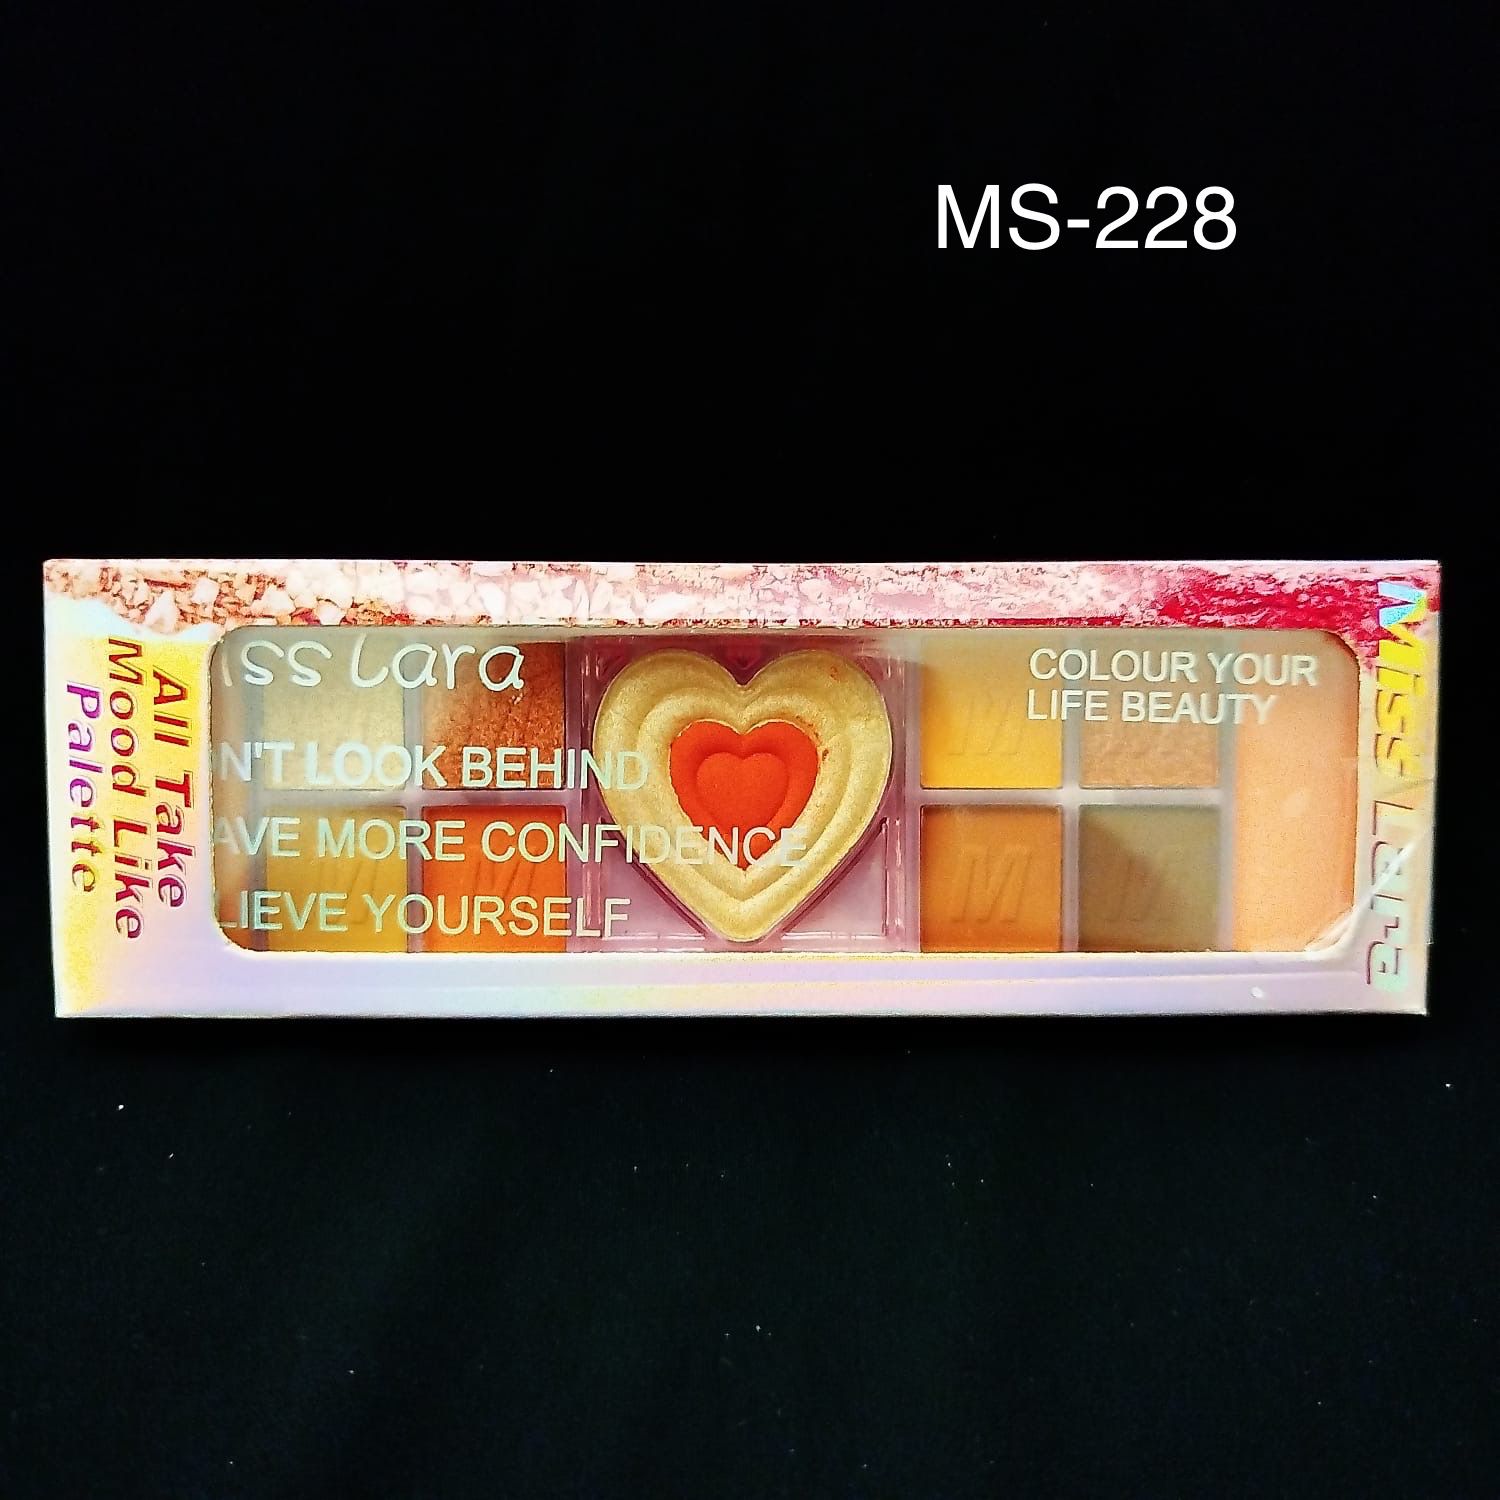 MS-228
All Take
Mood Like
Palette
iss Lara
N'T LOOK BEHIND
AVE MORE CONFIDENCE
LIEVE YOURSELF
COLOUR YOUR
LIFE BEAUTY
Miss Lara
M
M
M
M
M